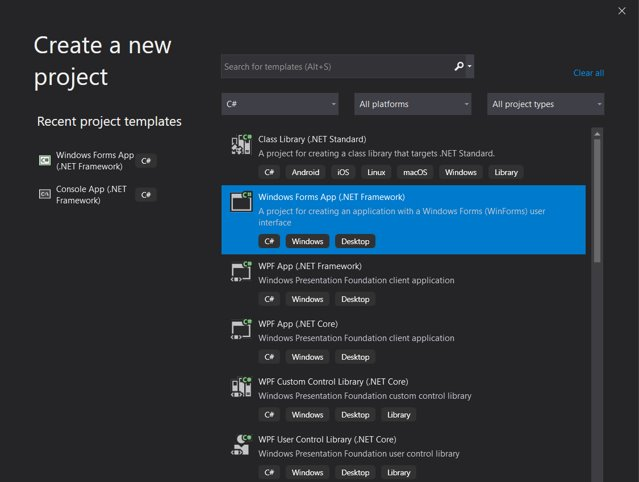 Create a new
project
Search for templates (Alt+S)
Clear all
C#
All platforms
All project types
Recent project templates
Windows Forms App
(.NET Framework)
C#
Console App (.NET
Framework)
C#
Class Library (.NET Standard)
A project for creating a class library that targets .NET Standard.
C# Android iOS Linux macOS Windows Library
Windows Forms App (.NET Framework)
A project for creating an application with a Windows Forms (WinForms) user
interface
C# Windows Desktop
WPF App (.NET Framework)
Windows Presentation Foundation client application
C# Windows Desktop
WPF App (.NET Core)
Windows Presentation Foundation client application
C# Windows Desktop
WPF Custom Control Library (.NET Core)
Windows Presentation Foundation custom control library
C# Windows Desktop Library
WPF User Control Library (.NET Core)
Windows Presentation Foundation user control library
C# Windows Desktop Library